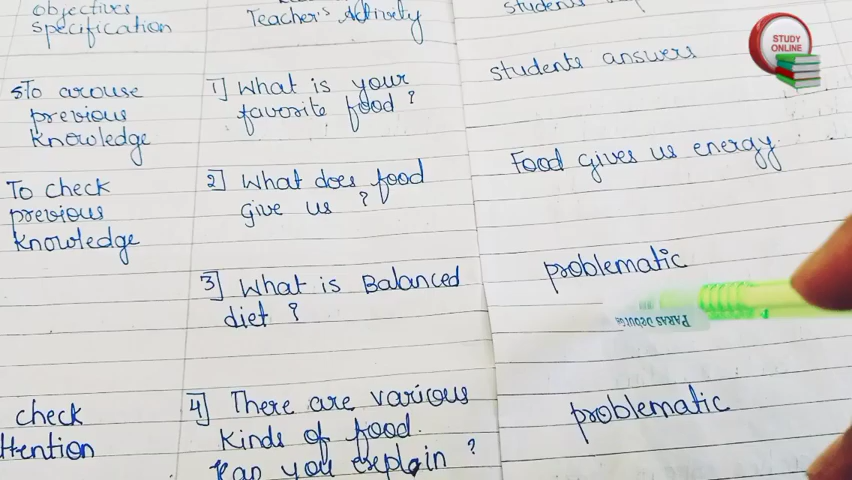 objectives
specification
Teacher's Activity
students
STUDY
ONLINE
To arouse
previous
knowledge
1] What is your
favorite food ?
students answers
To check
previous
knowledge
2] What does food
give us ?
Food gives us energy
3] What is Balanced
diet ?
problematic
check
ttention
4] There are various
kinds of food.
can you explain ?
problematic